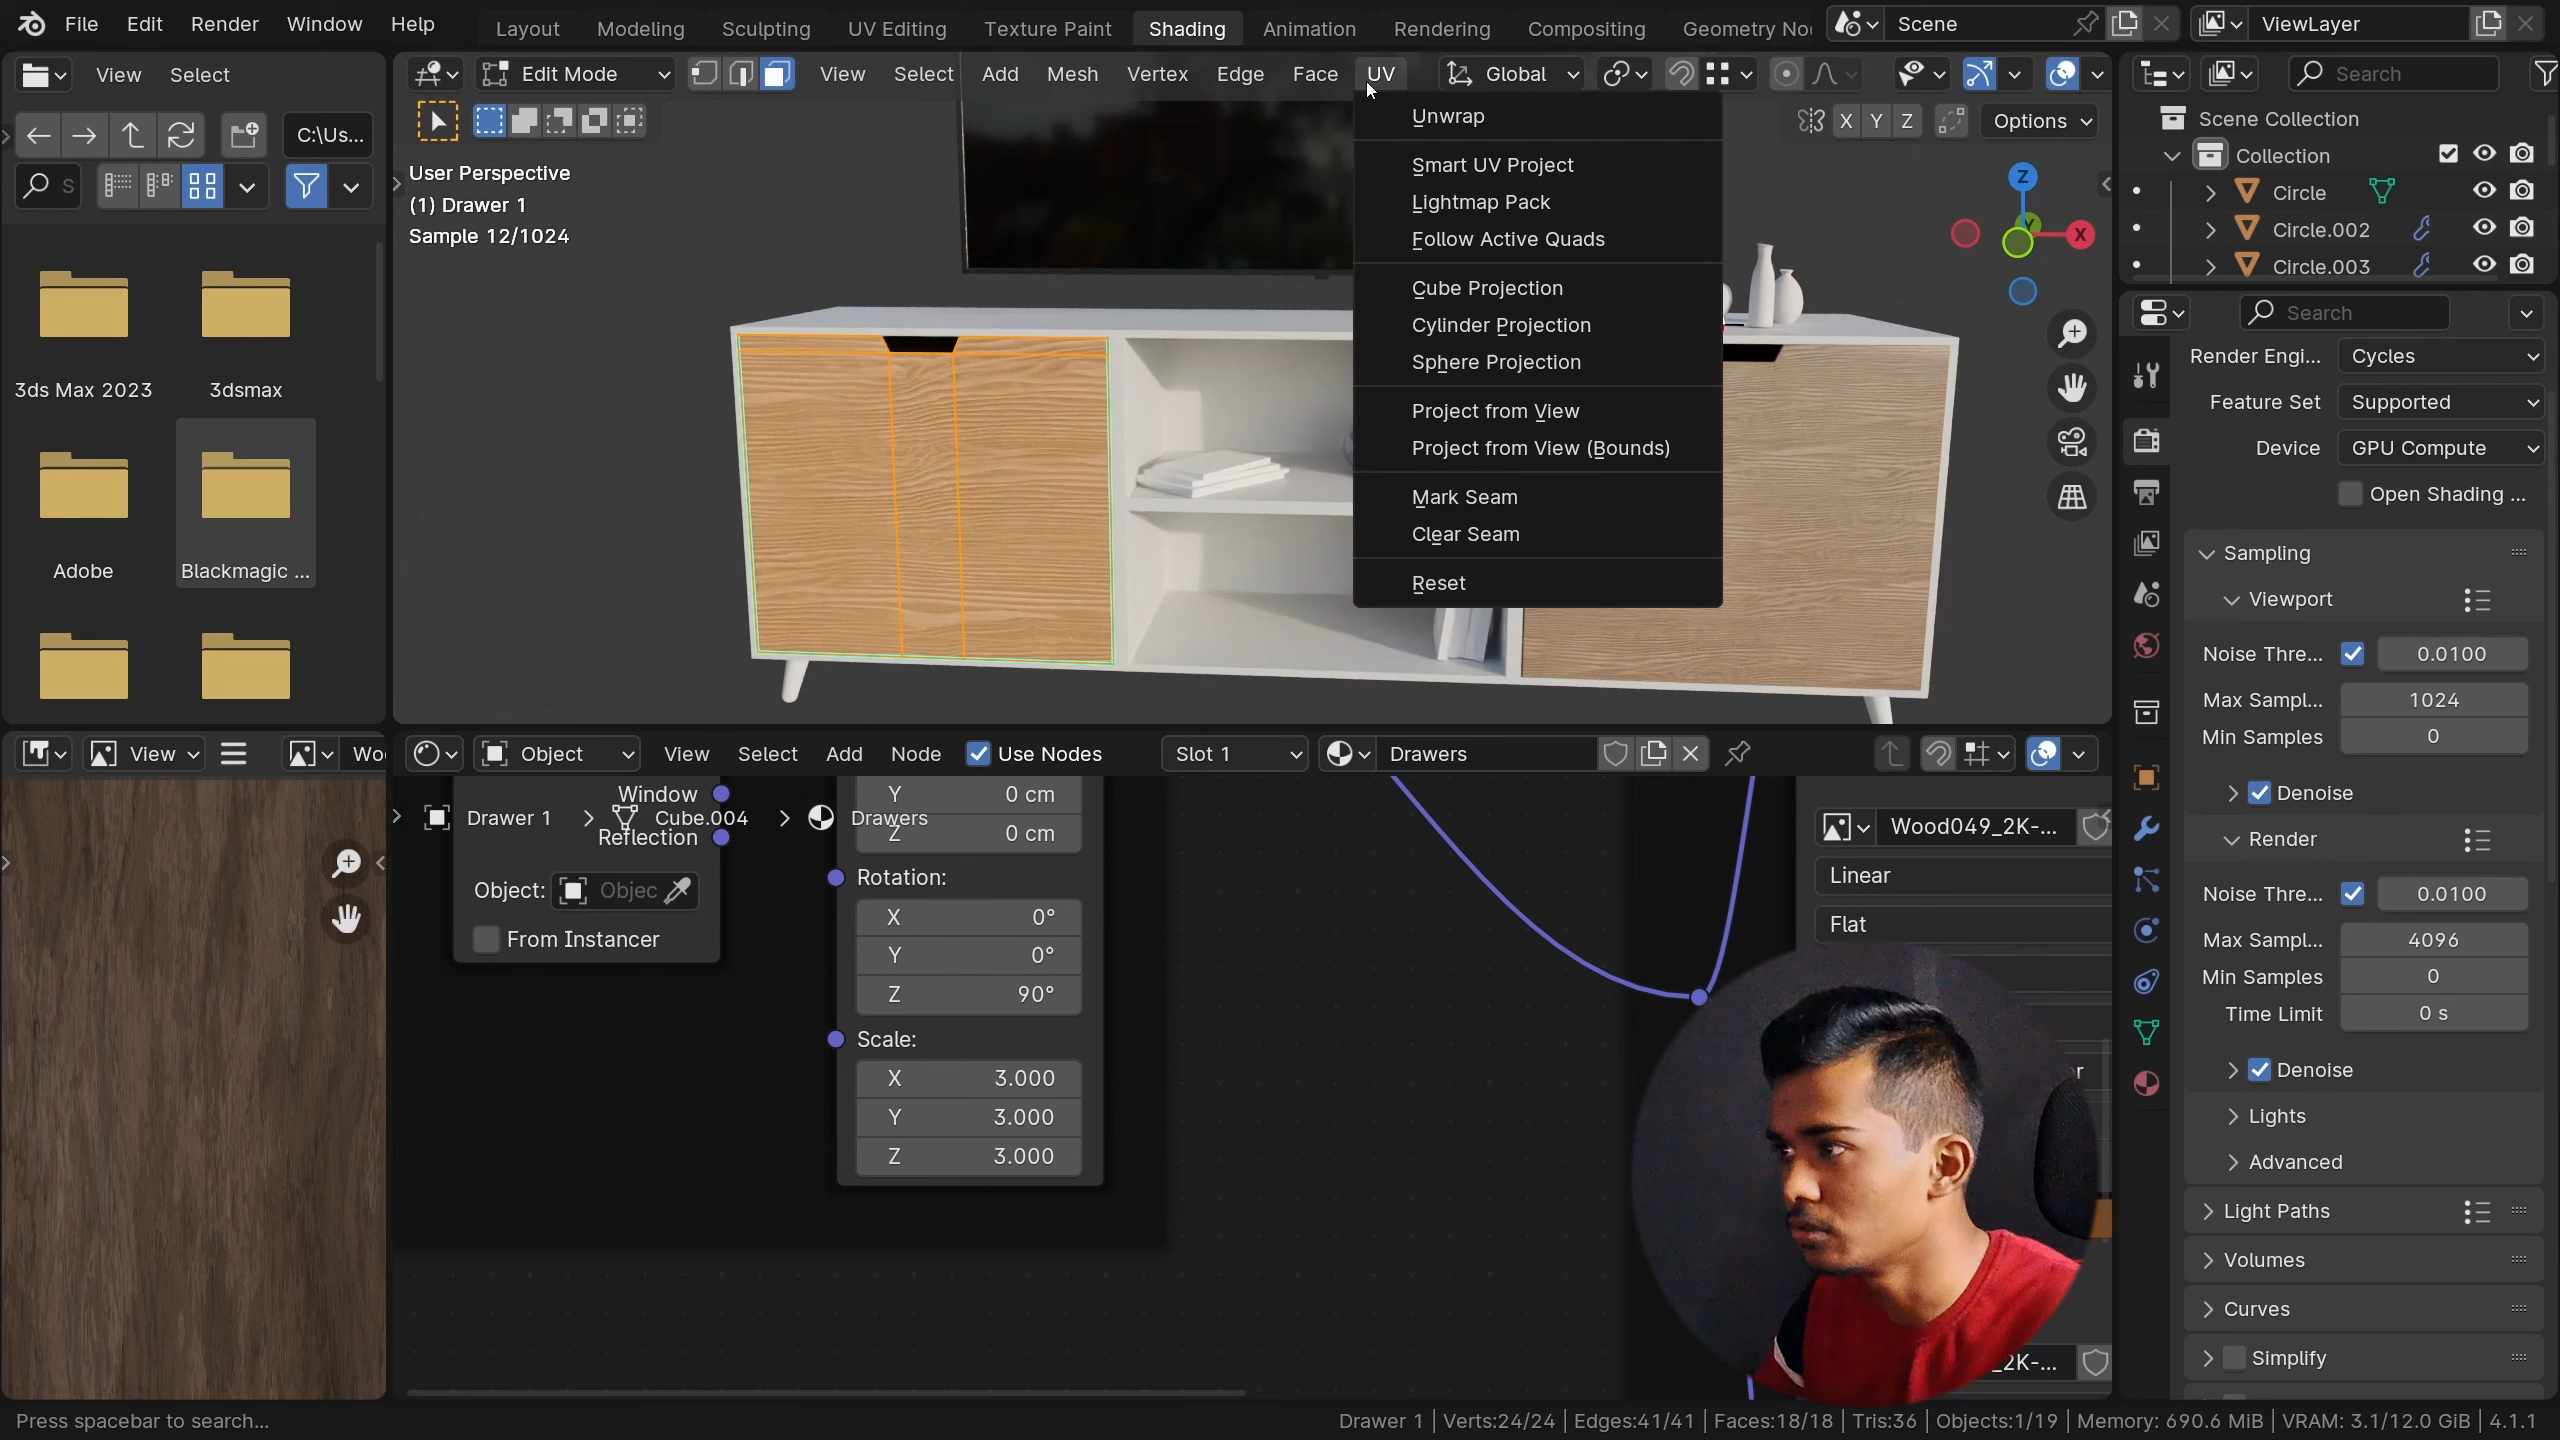 File Edit Render Window Help Layout Modeling Sculpting UV Editing Texture Paint Shading Animation Rendering Compositing Geometry No Scene ViewLayer
View Select Edit Mode View Select Add Mesh Vertex Edge Face UV Global Search
C:\Us... X Y Z Options
S
User Perspective
(1) Drawer 1
Sample 12/1024
Unwrap
Smart UV Project
Lightmap Pack
Follow Active Quads
Cube Projection
Cylinder Projection
Sphere Projection
Project from View
Project from View (Bounds)
Mark Seam
Clear Seam
Reset
Z
Y
X
3ds Max 2023 3dsmax
Adobe Blackmagic ...
Scene Collection
Collection
Circle
Circle.002
Circle.003
Search
Render Engi... Cycles
Feature Set Supported
Device GPU Compute
Open Shading ...
Sampling
Viewport
Noise Thre... 0.0100
Max Sampl... 1024
Min Samples 0
Denoise
Render
Noise Thre... 0.0100
Max Sampl... 4096
Min Samples 0
Time Limit 0 s
Denoise
Lights
Advanced
Light Paths
Volumes
Curves
Simplify
View Wo
Object View Select Add Node Use Nodes Slot 1 Drawers
Window
Drawer 1 Cube.004 Drawers
Reflection
Object: Objec
From Instancer
Y 0 cm
Z 0 cm
Rotation:
X 0°
Y 0°
Z 90°
Scale:
X 3.000
Y 3.000
Z 3.000
Wood049_2K-...
Linear
Flat
r
_2K-...
Press spacebar to search...
Drawer 1 | Verts:24/24 | Edges:41/41 | Faces:18/18 | Tris:36 | Objects:1/19 | Memory: 690.6 MiB | VRAM: 3.1/12.0 GiB | 4.1.1